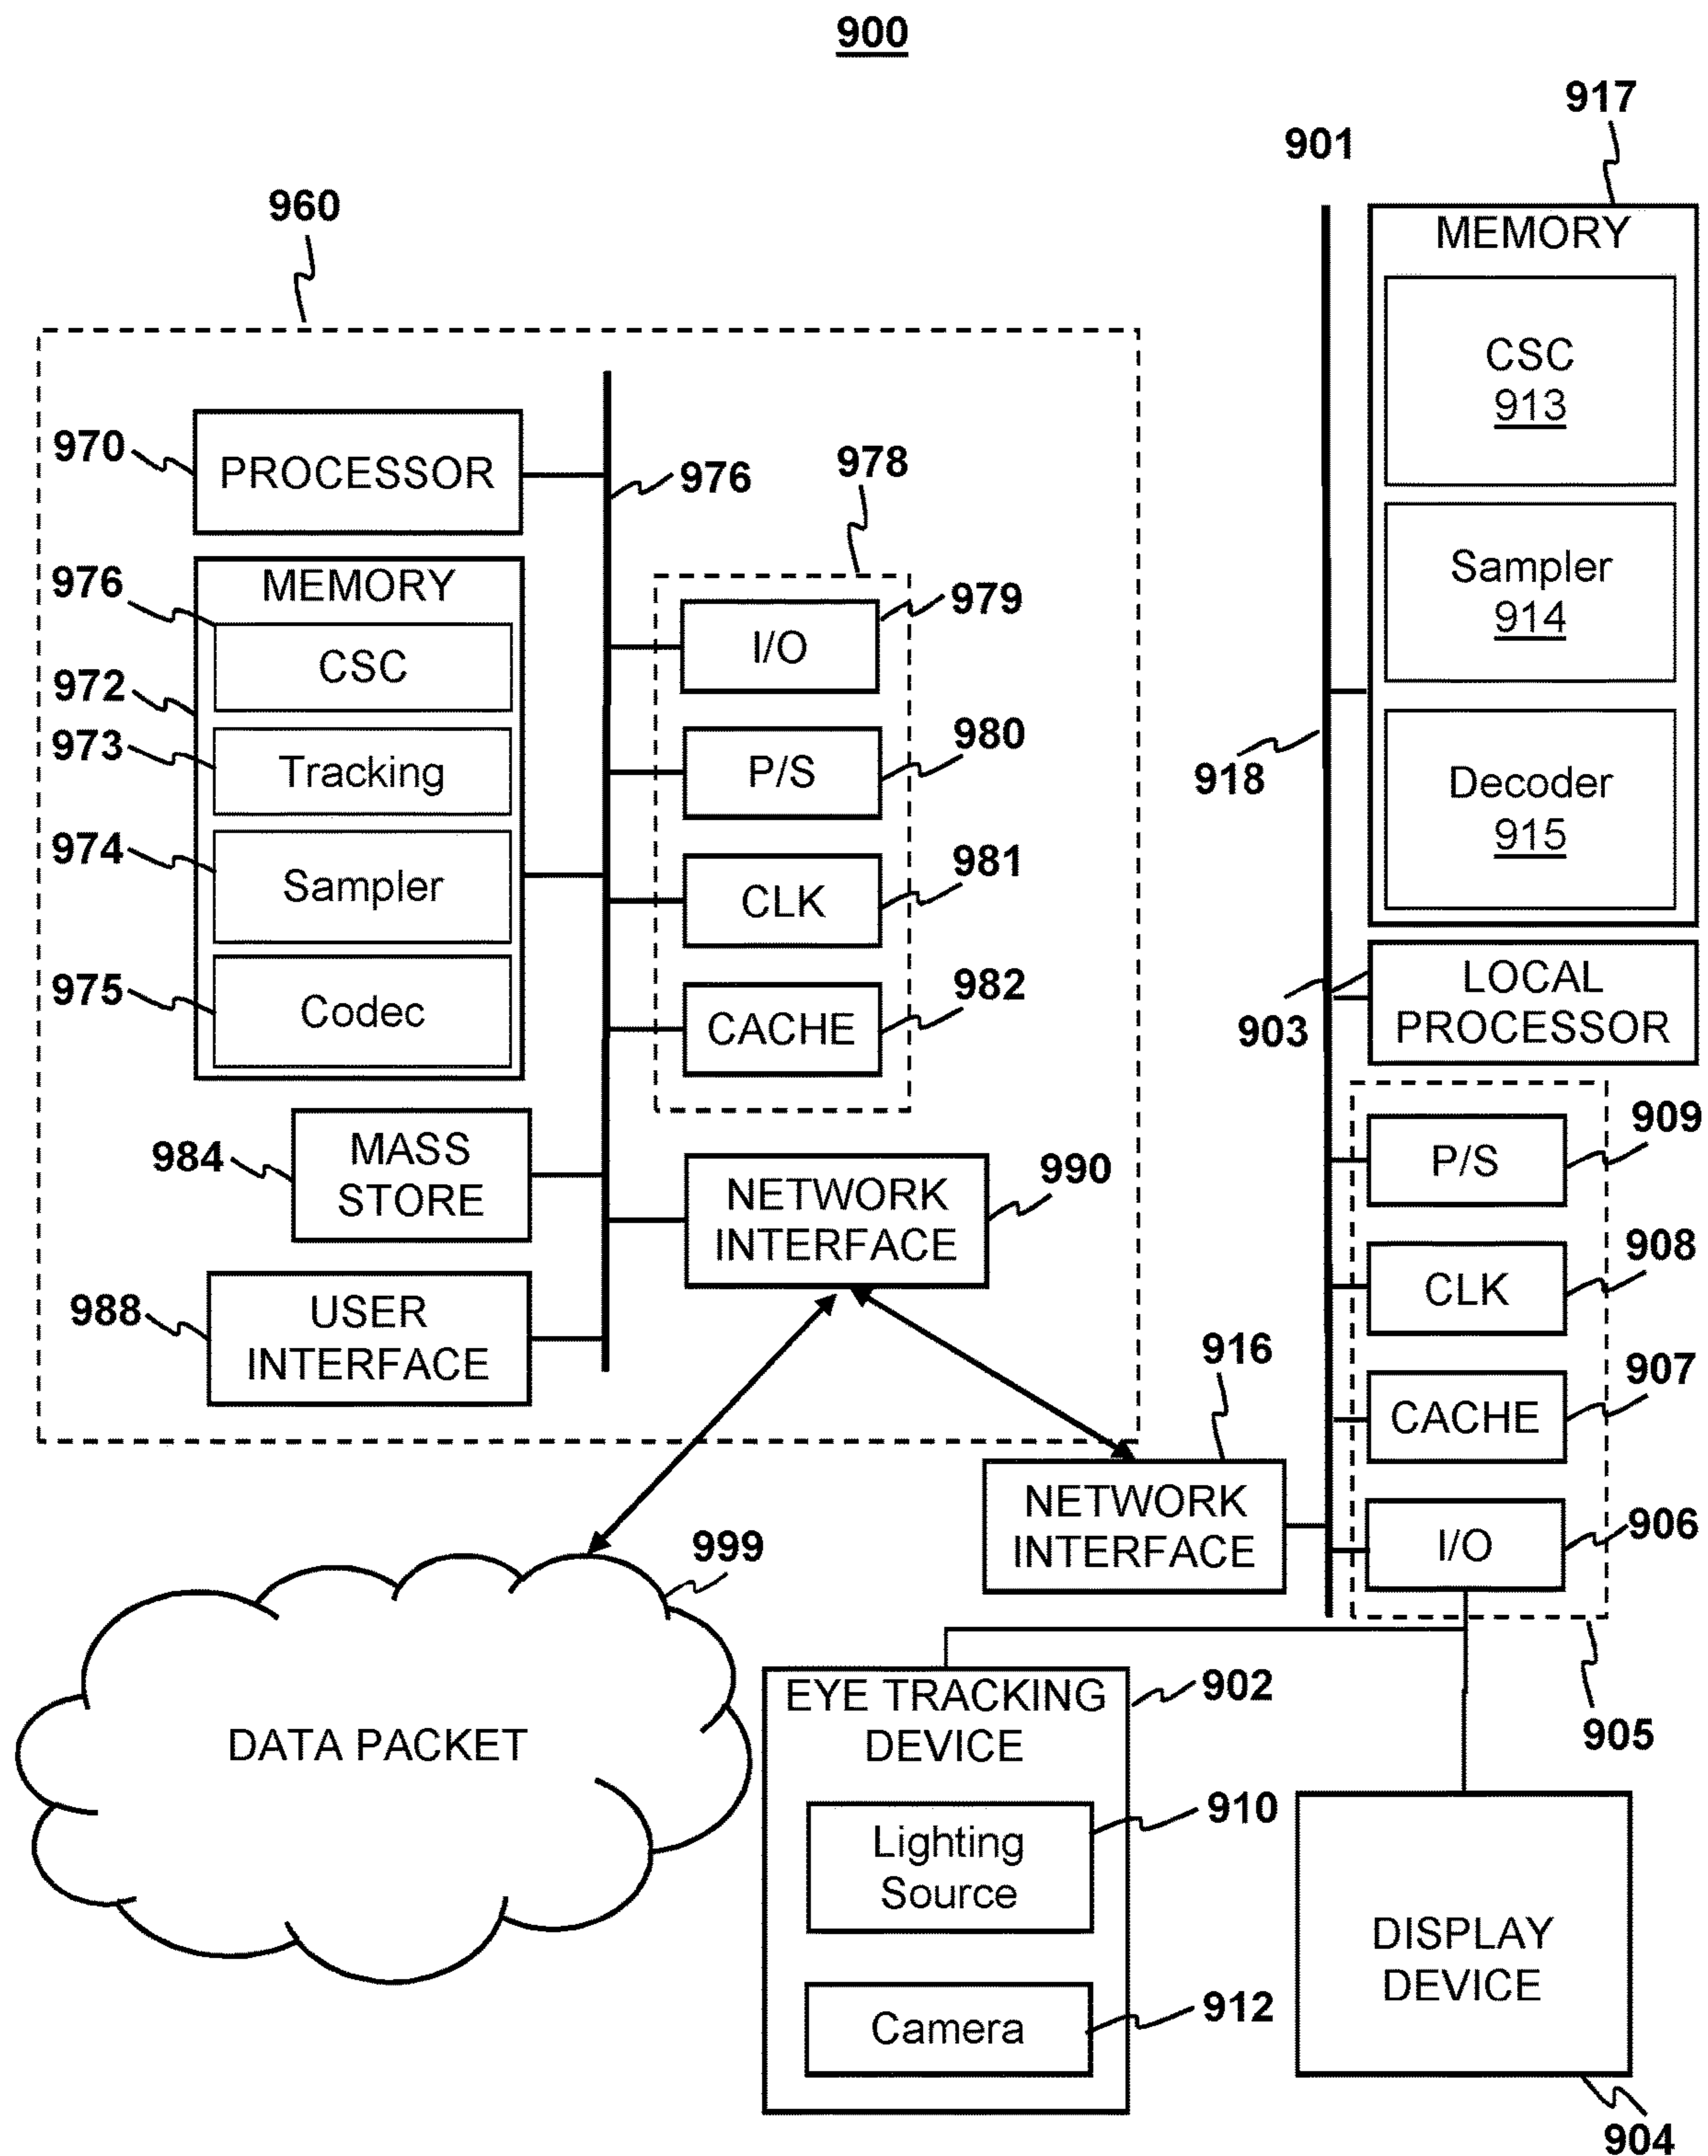 900
960
970
PROCESSOR
976
MEMORY
976
CSC
972
973
Tracking
974
Sampler
975
Codec
978
979
I/O
980
P/S
981
CLK
982
CACHE
984
MASS
STORE
990
NETWORK
INTERFACE
988
USER
INTERFACE
901
917
MEMORY
CSC
913
Sampler
914
Decoder
915
918
903
LOCAL
PROCESSOR
909
P/S
908
CLK
907
CACHE
906
I/O
905
916
NETWORK
INTERFACE
999
DATA PACKET
902
EYE TRACKING
DEVICE
910
Lighting
Source
912
Camera
DISPLAY
DEVICE
904